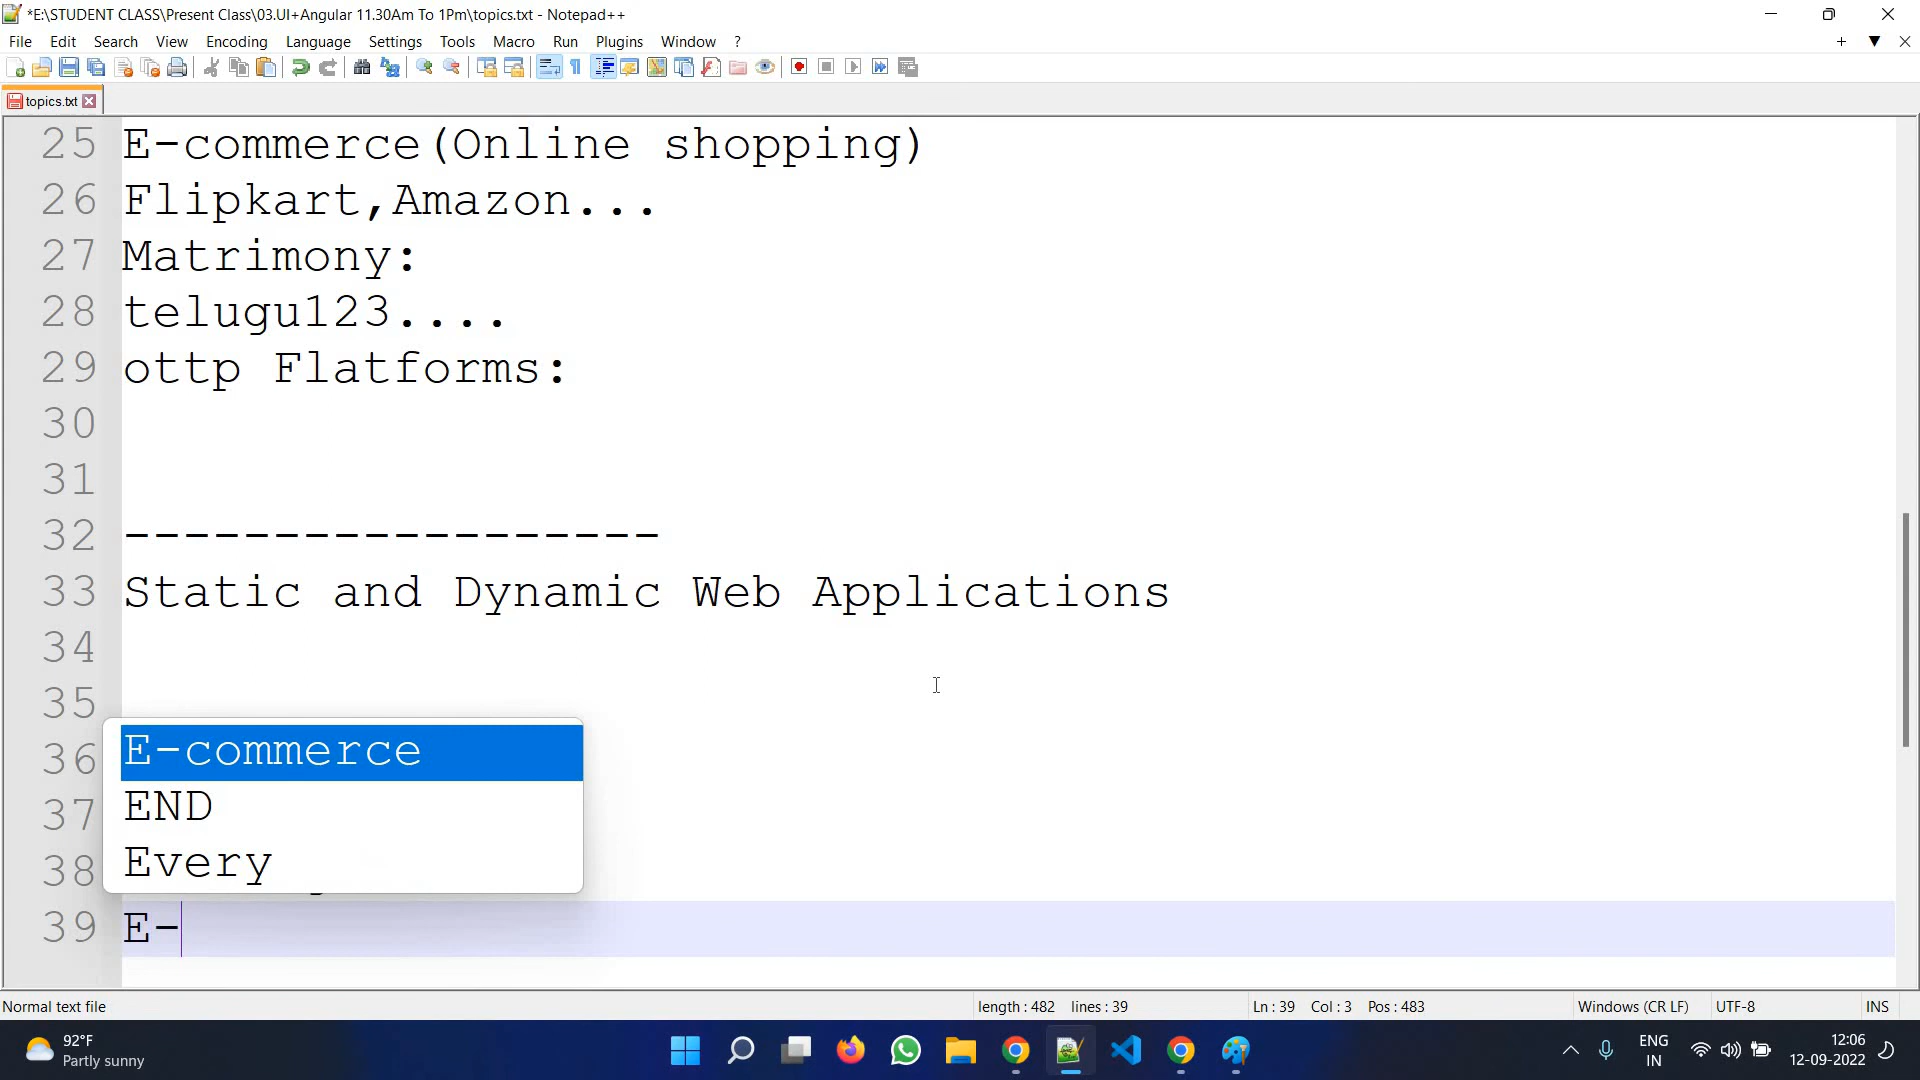 *E:\STUDENT CLASS\Present Class\03.UI+Angular 11.30Am To 1Pm\topics.txt - Notepad++
File Edit Search View Encoding Language Settings Tools Macro Run Plugins Window ?
topics.txt
25 E-commerce(Online shopping)
26 Flipkart,Amazon...
27 Matrimony:
28 telugu123....
29 ottp Flatforms:
30
31
32 ------------------
33 Static and Dynamic Web Applications
34
35
36 E-commerce
37 END
38 Every
39 E-
Normal text file length : 482 lines : 39 Ln : 39 Col : 3 Pos : 483 Windows (CR LF) UTF-8 INS
92°F
Partly sunny
ENG
IN
12:06
12-09-2022